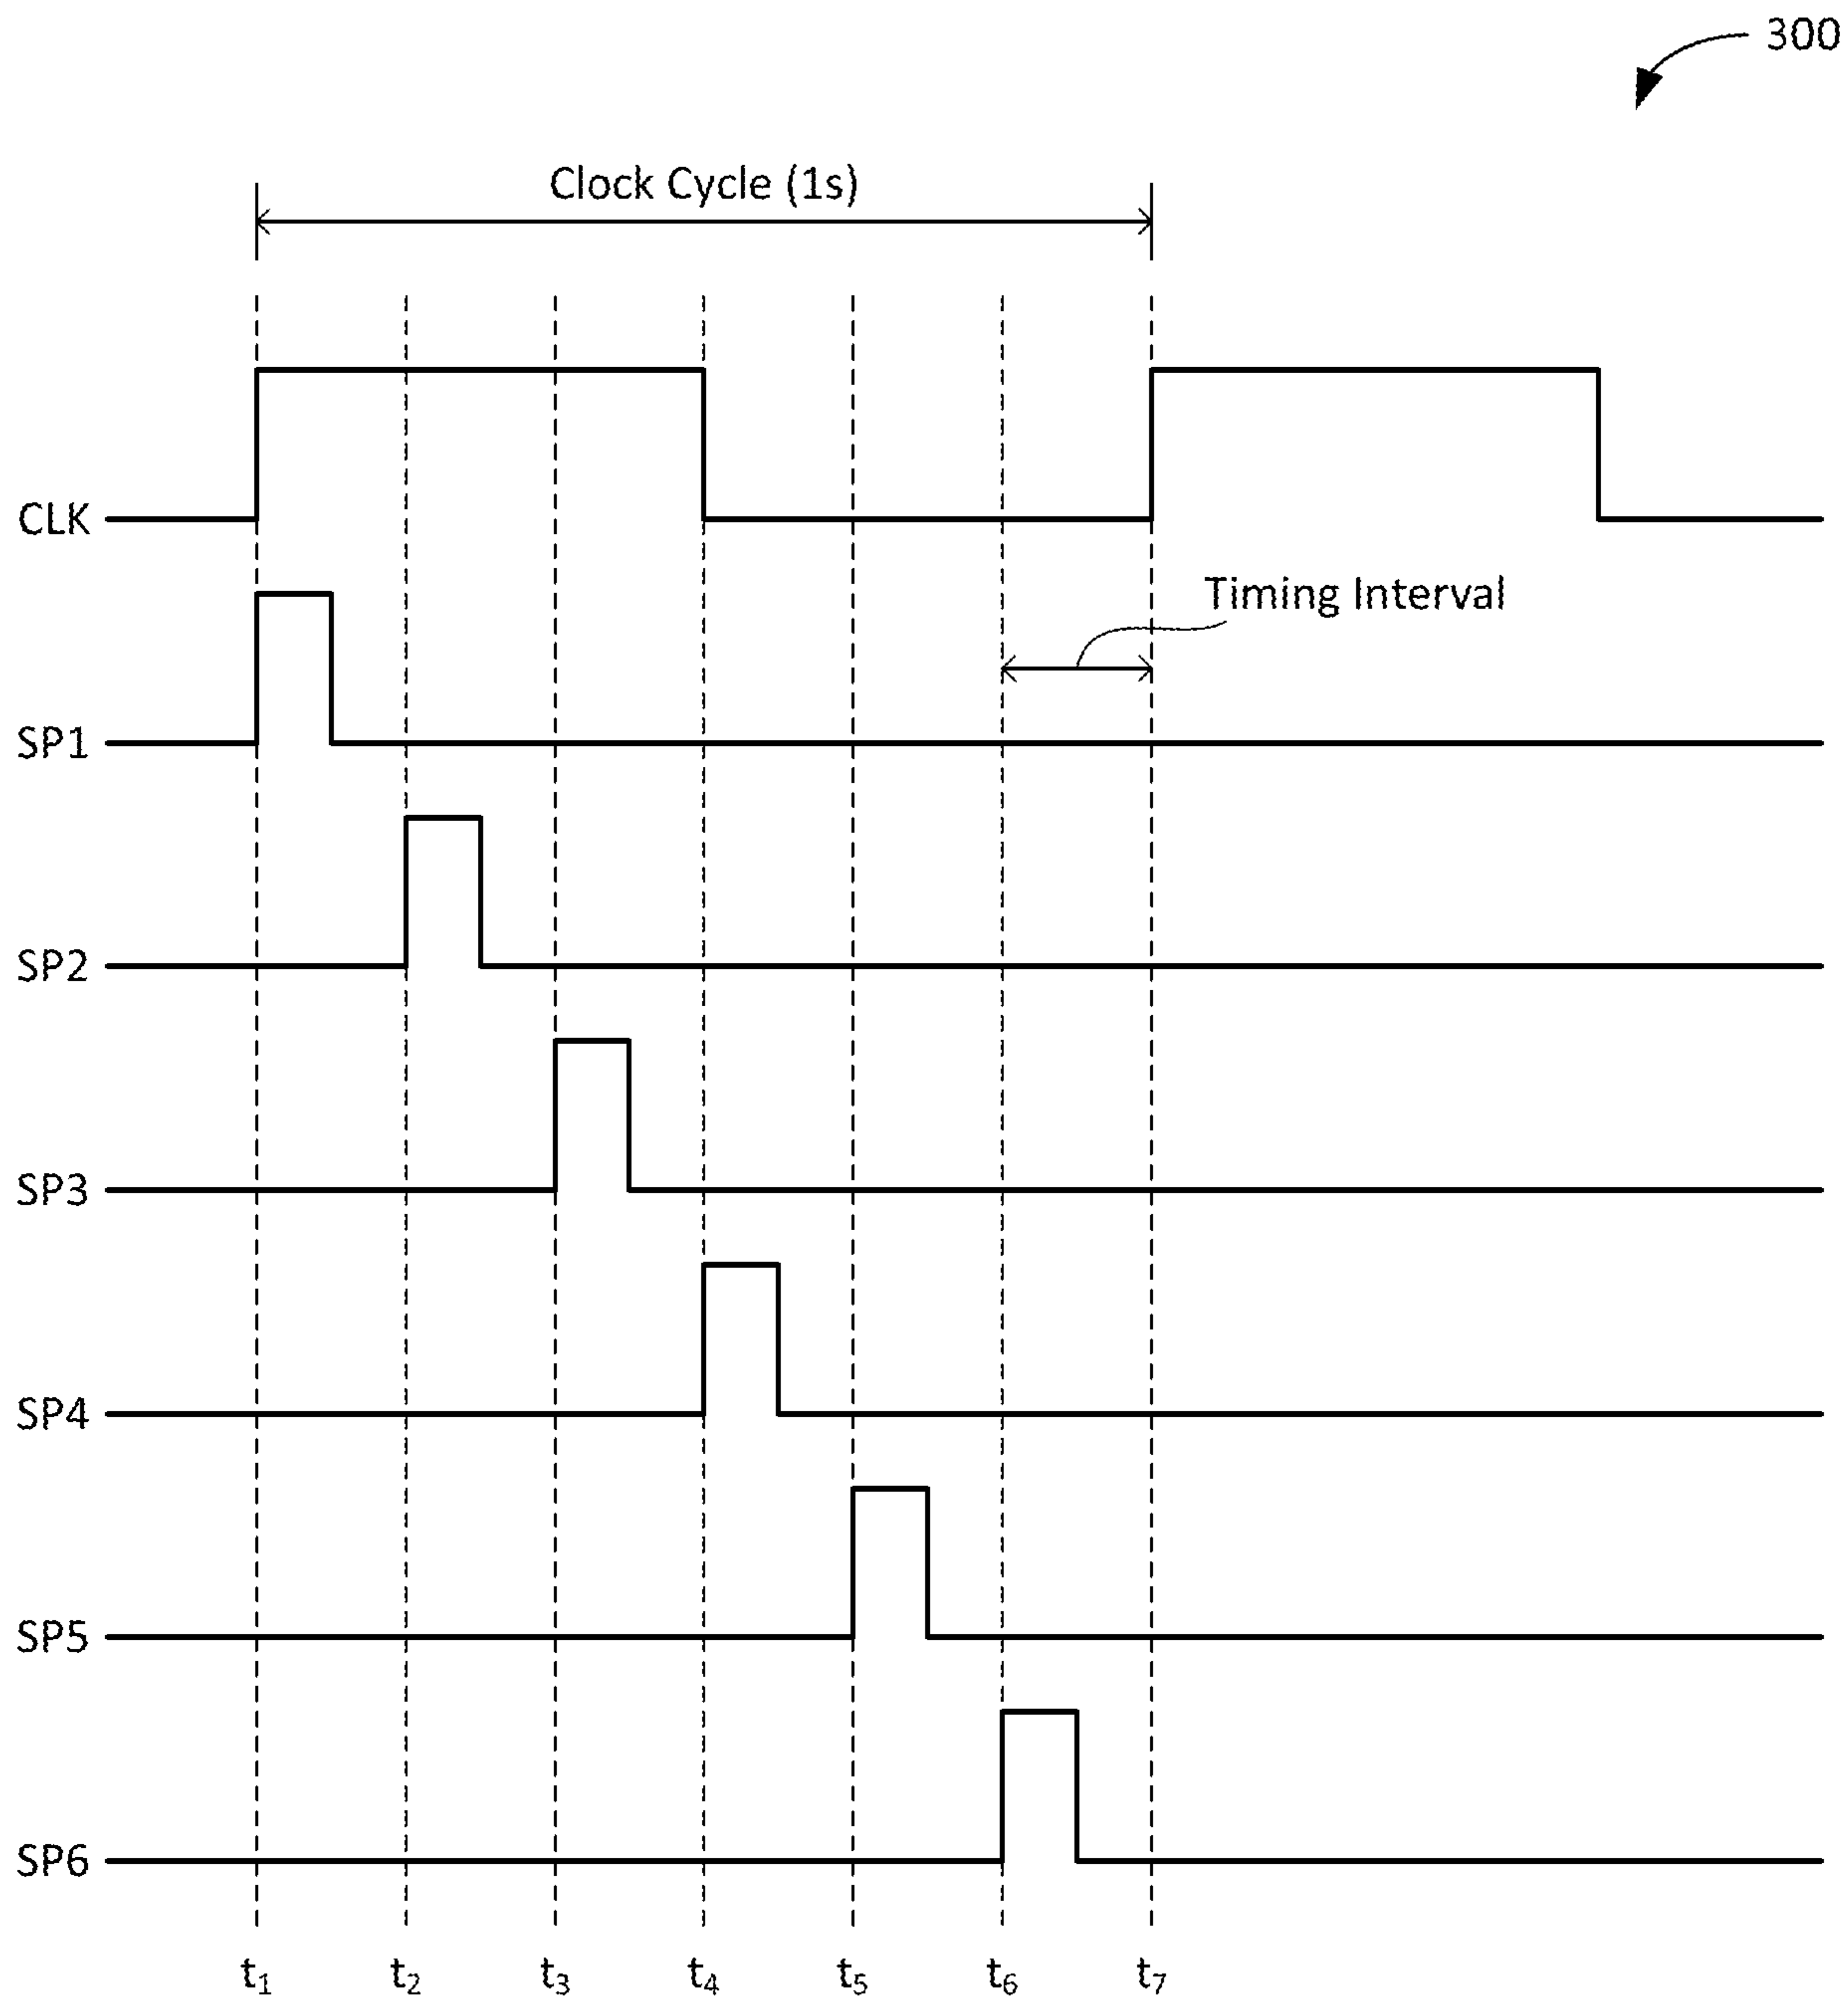 300
Clock Cycle (1s)
CLK
Timing Interval
SP1
SP2
SP3
SP4
SP5
SP6
t1 t2 t3 t4 t5 t6 t7